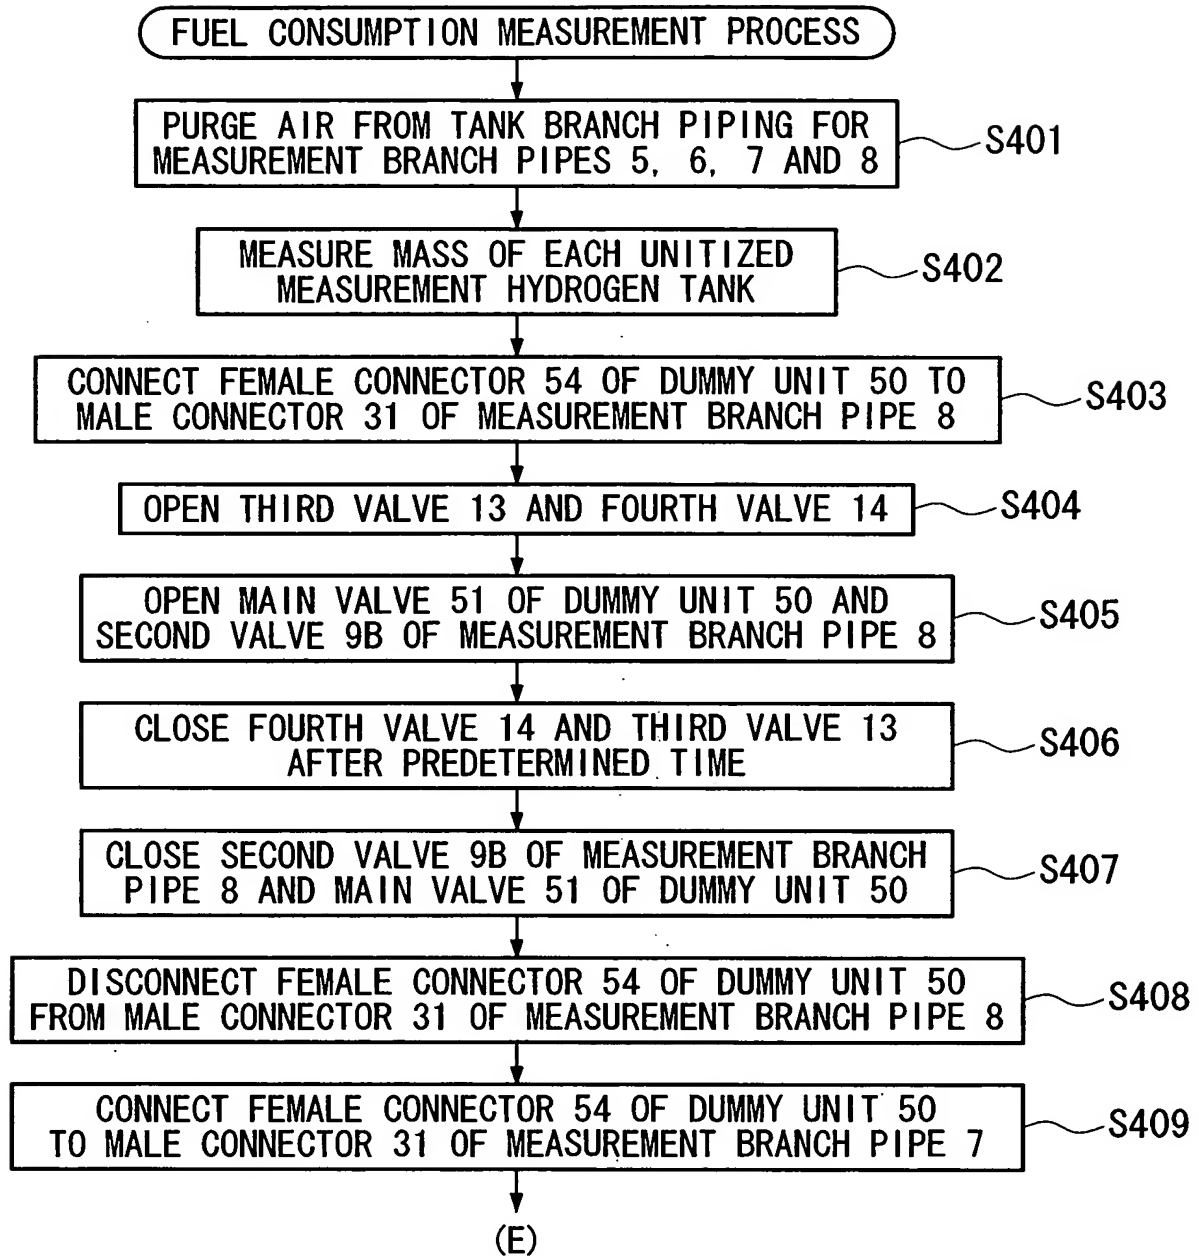 FUEL CONSUMPTION MEASUREMENT PROCESS
PURGE AIR FROM TANK BRANCH PIPING FOR
MEASUREMENT BRANCH PIPES 5, 6, 7 AND 8
S401
MEASURE MASS OF EACH UNITIZED
MEASUREMENT HYDROGEN TANK
S402
CONNECT FEMALE CONNECTOR 54 OF DUMMY UNIT 50 TO
MALE CONNECTOR 31 OF MEASUREMENT BRANCH PIPE 8
S403
OPEN THIRD VALVE 13 AND FOURTH VALVE 14
S404
OPEN MAIN VALVE 51 OF DUMMY UNIT 50 AND
SECOND VALVE 9B OF MEASUREMENT BRANCH PIPE 8
S405
CLOSE FOURTH VALVE 14 AND THIRD VALVE 13
AFTER PREDETERMINED TIME
S406
CLOSE SECOND VALVE 9B OF MEASUREMENT BRANCH
PIPE 8 AND MAIN VALVE 51 OF DUMMY UNIT 50
S407
DISCONNECT FEMALE CONNECTOR 54 OF DUMMY UNIT 50
FROM MALE CONNECTOR 31 OF MEASUREMENT BRANCH PIPE 8
S408
CONNECT FEMALE CONNECTOR 54 OF DUMMY UNIT 50
TO MALE CONNECTOR 31 OF MEASUREMENT BRANCH PIPE 7
S409
(E)